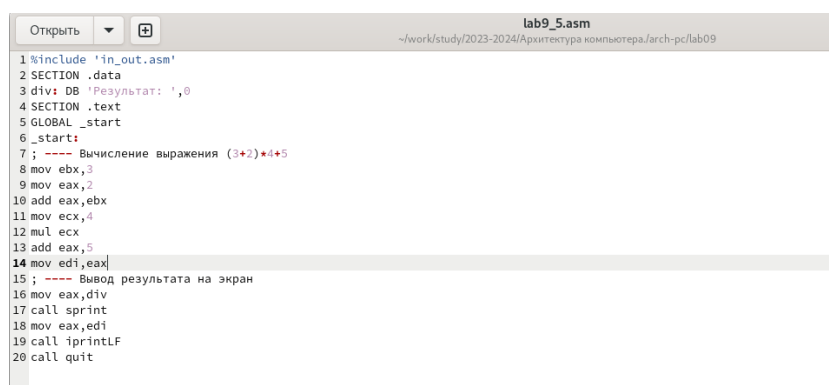 Открыть
lab9_5.asm
~/work/study/2023-2024/Архитектура компьютера./arch-pc/lab09
1 %include 'in_out.asm'
2 SECTION .data
3 div: DB 'Результат: ',0
4 SECTION .text
5 GLOBAL _start
6 _start:
7 ; ---- Вычисление выражения (3+2)*4+5
8 mov ebx,3
9 mov eax,2
10 add eax,ebx
11 mov ecx,4
12 mul ecx
13 add eax,5
14 mov edi,eax
15 ; ---- Вывод результата на экран
16 mov eax,div
17 call sprint
18 mov eax,edi
19 call iprintLF
20 call quit